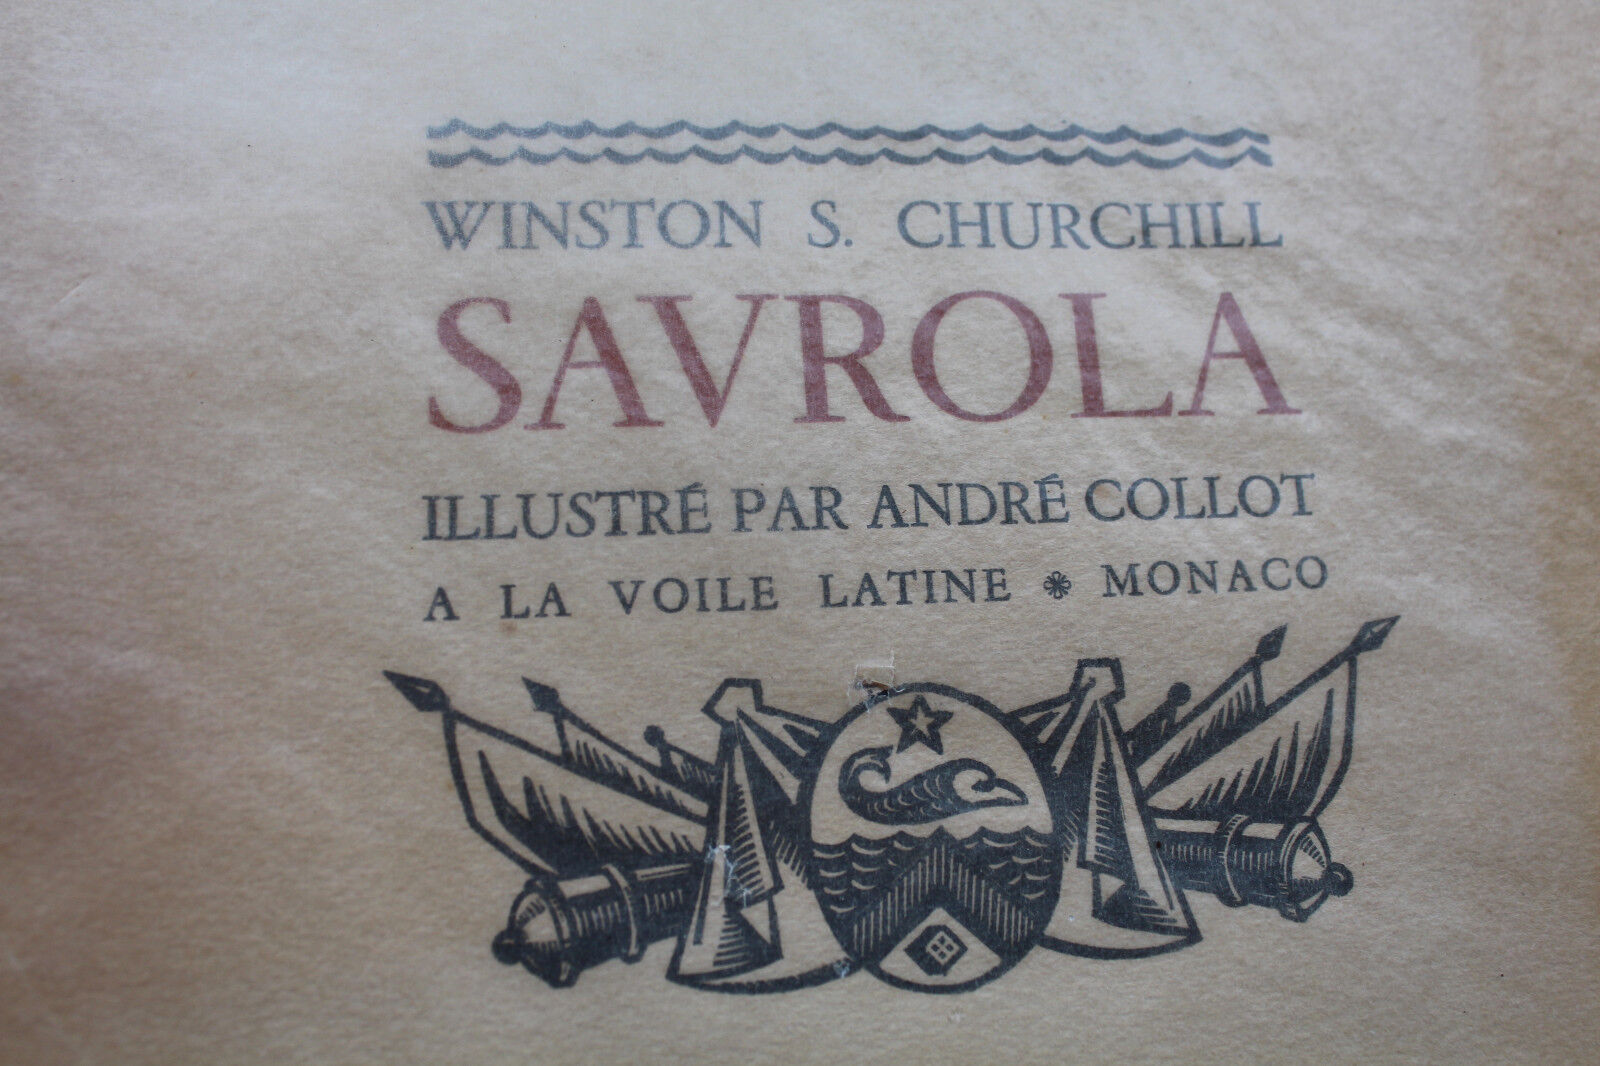 WINSTON S. CHURCHILL
SAVROLA
ILLUSTRÉ PAR ANDRÉ COLLOT
A LA VOILE LATINE * MONACO